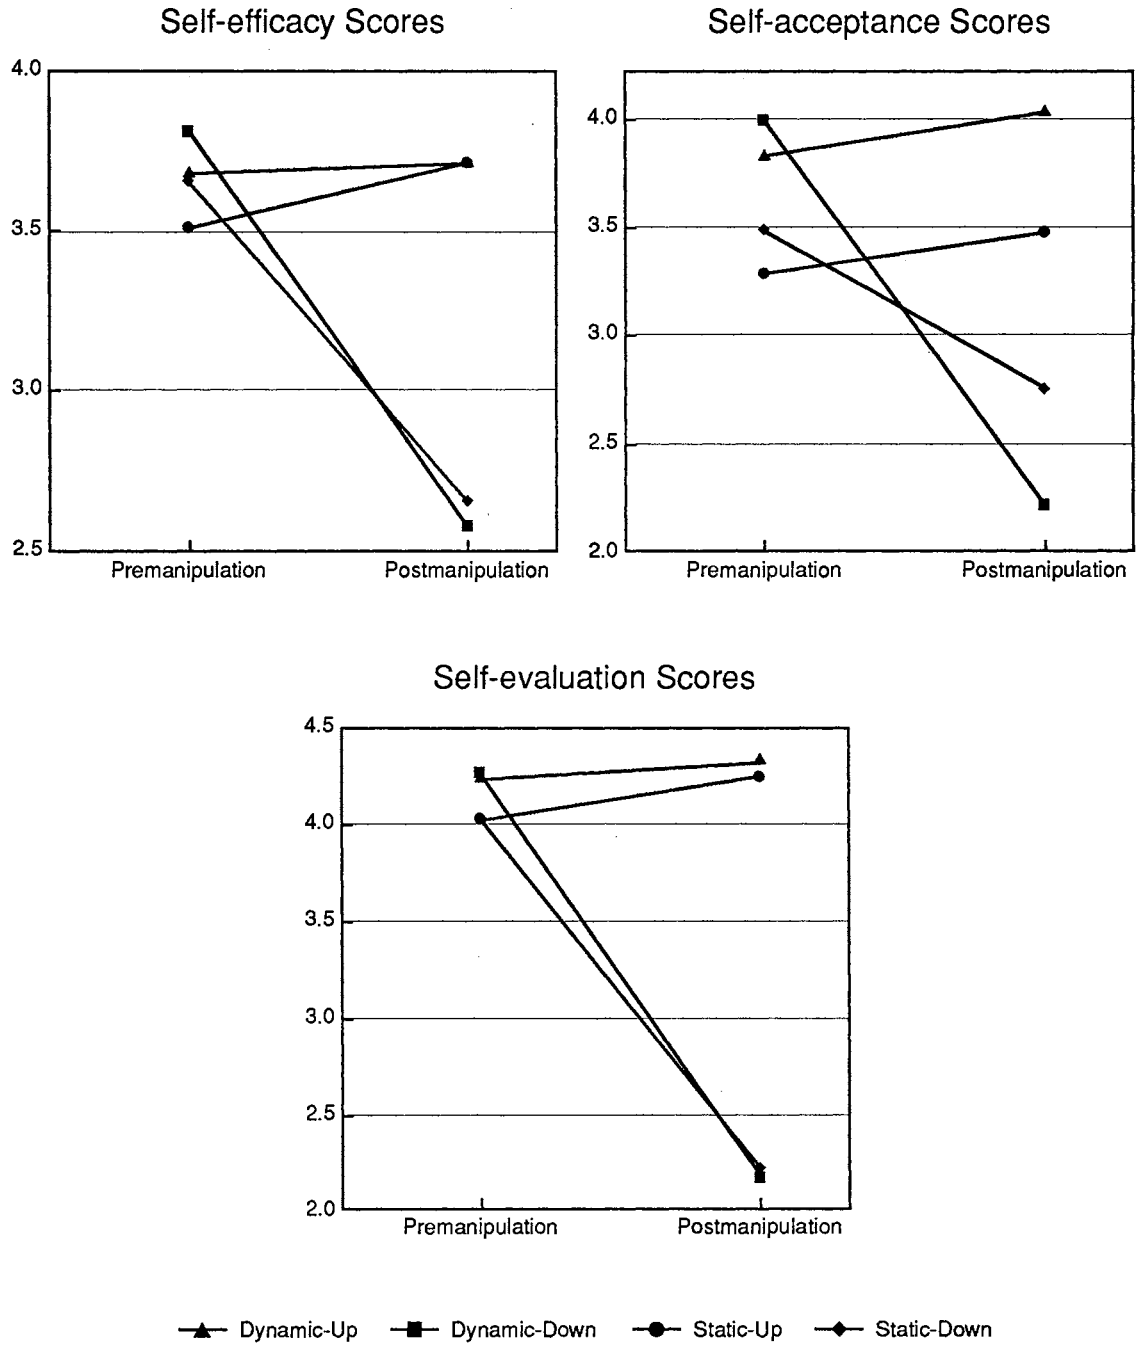 Self-efficacy Scores
4.0
3.5
3.0
2.5
Premanipulation Postmanipulation
Self-acceptance Scores
4.0
3.5
3.0
2.5
2.0
Premanipulation Postmanipulation
Self-evaluation Scores
4.5
4.0
3.5
3.0
2.5
2.0
Premanipulation Postmanipulation
Dynamic-Up Dynamic-Down Static-Up Static-Down